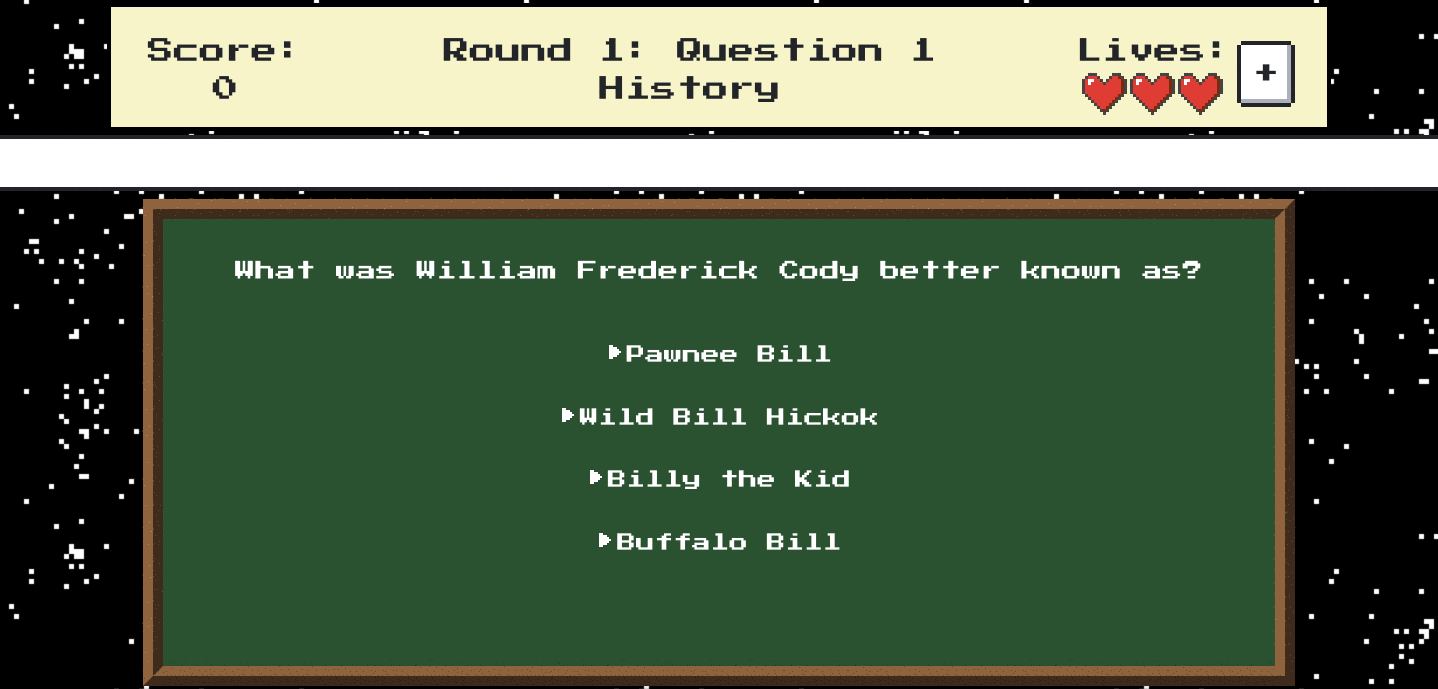 Score:
0
Round 1: Question 1
History
Lives:
+
What was William Frederick Cody better known as?
Pawnee Bill
Wild Bill Hickok
Billy the Kid
Buffalo Bill